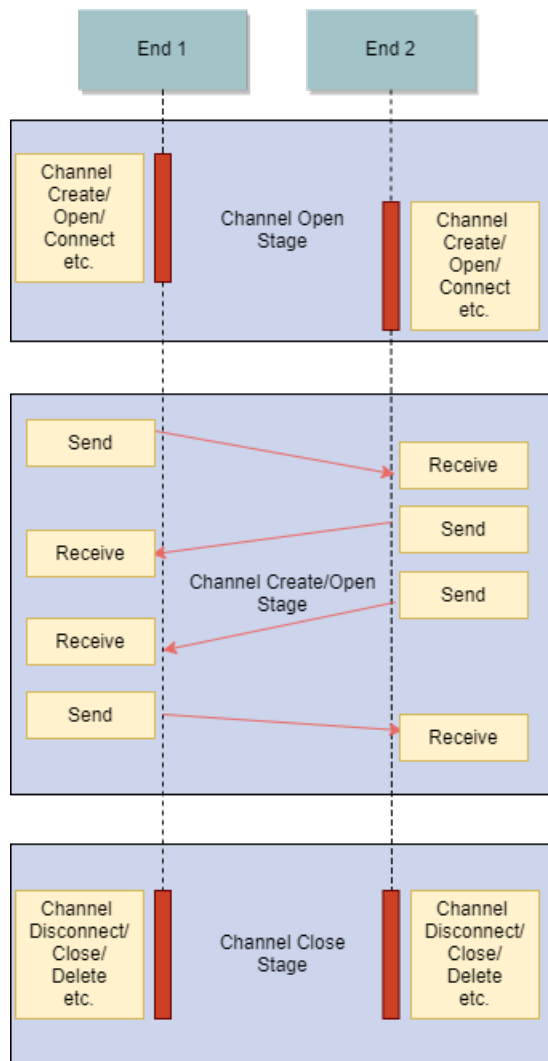 End 1
End 2
Channel
Create/
Open/
Connect
etc.
Channel Open
Stage
Channel
Create/
Open/
Connect
etc.
Send
Receive
Send
Receive
Channel Create/Open
Stage
Send
Receive
Send
Receive
Channel
Disconnect/
Close/
Delete
etc.
Channel Close
Stage
Channel
Disconnect/
Close/
Delete
etc.